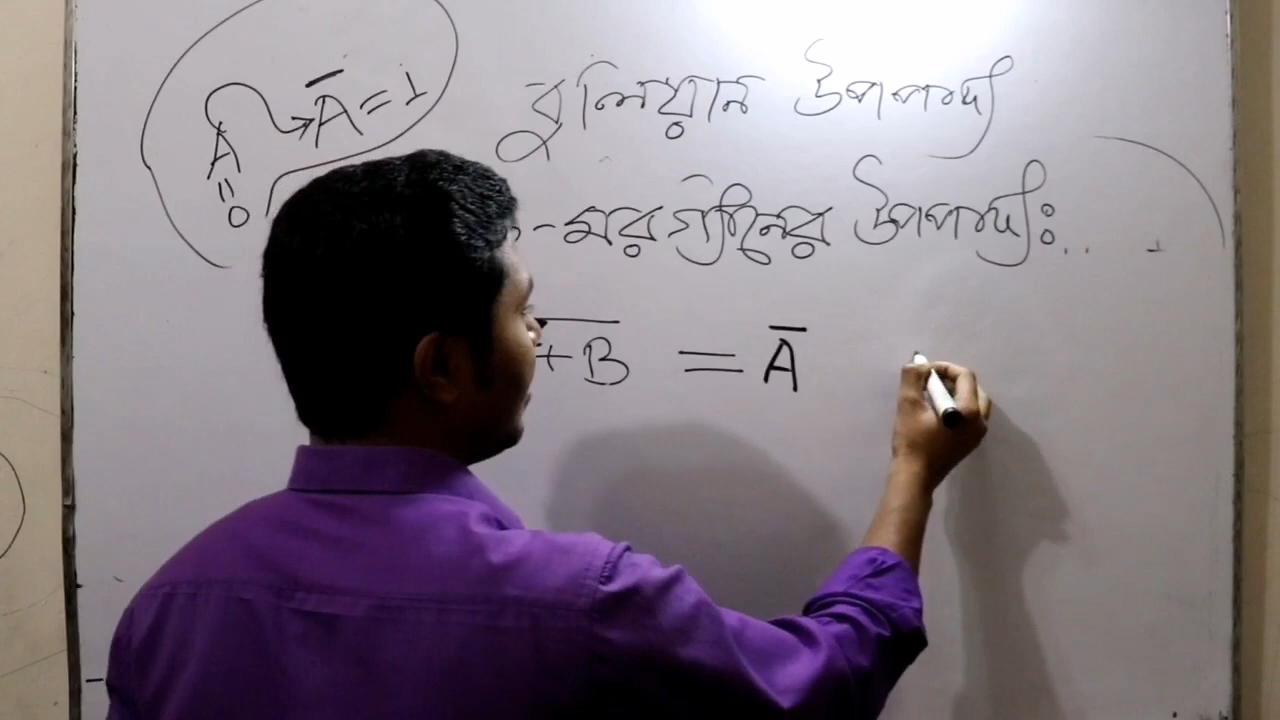 বুলিয়ান উপপাদ্য
A → Ā = 1
"
0
-মরগ্যানের উপপাদ্যঃ
+ B = Ā